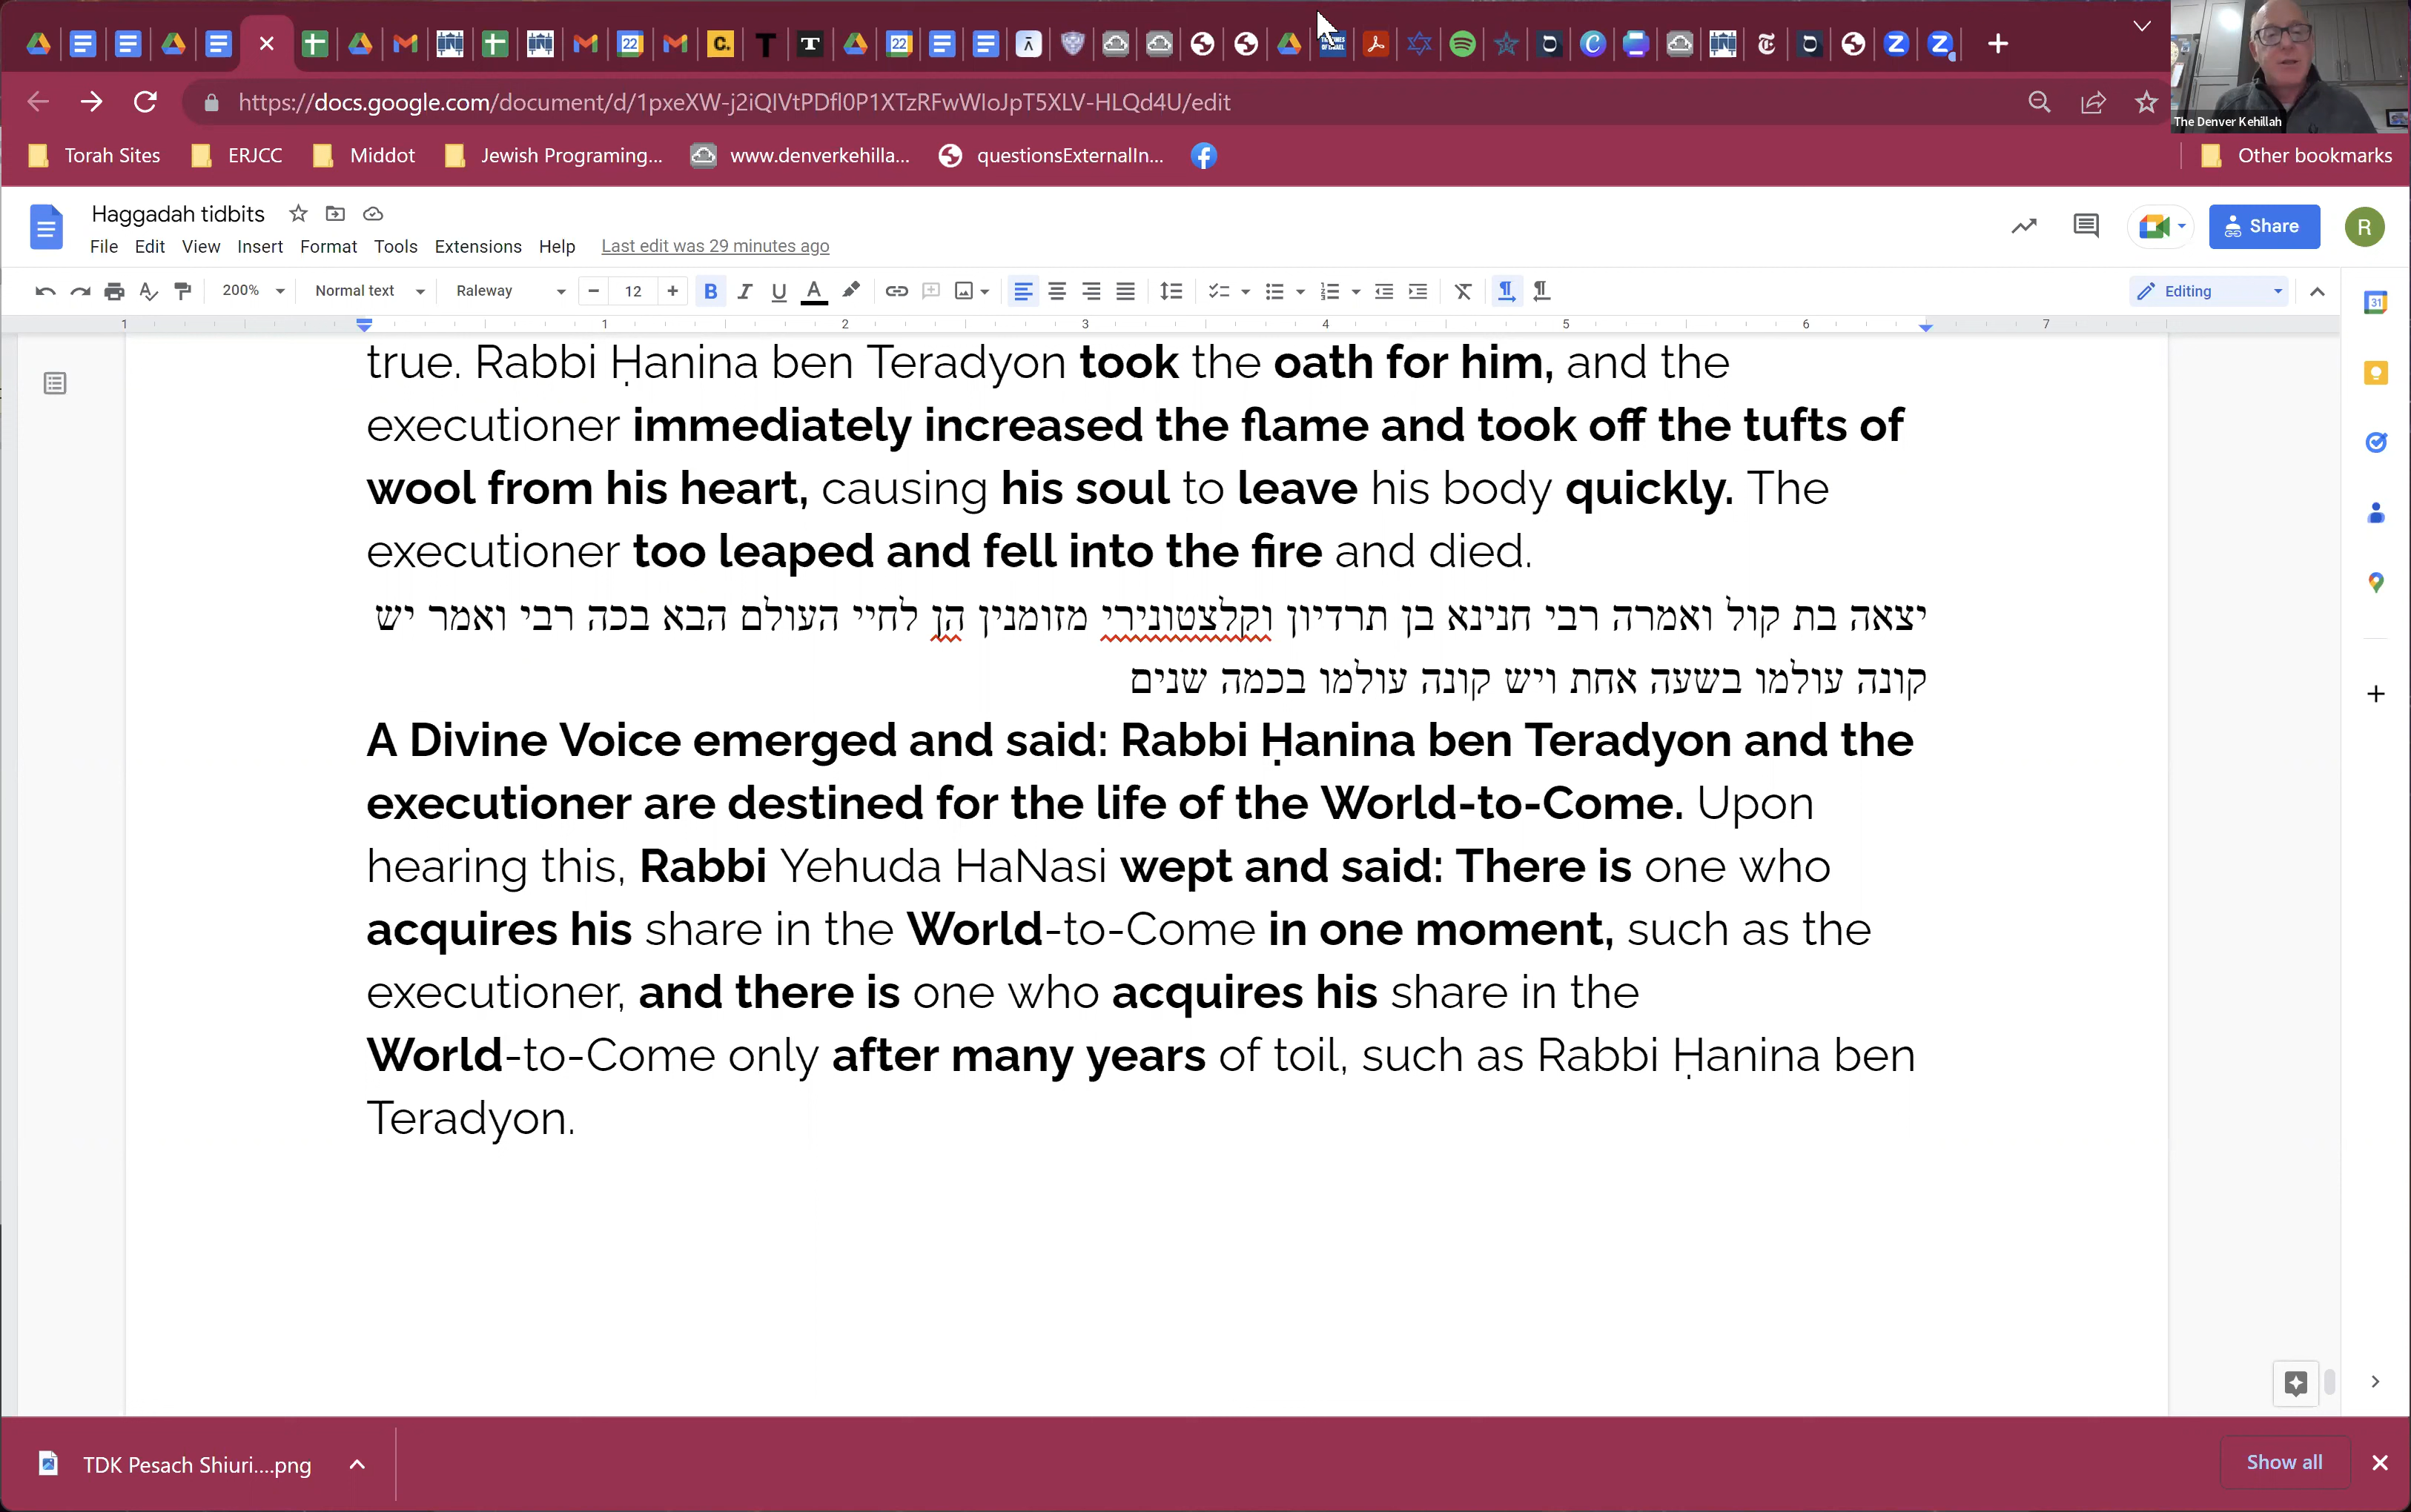 https://docs.google.com/document/d/1pxeXW-j2iQIVtPDfl0P1XTzRFwWIoJpT5XLV-HLQd4U/edit
The Denver Kehillah
Torah Sites ERJCC Middot Jewish Programing... www.denverkehilla... questionsExternalIn... Other bookmarks
Haggadah tidbits
File Edit View Insert Format Tools Extensions Help Last edit was 29 minutes ago
Share R
200% Normal text Raleway 12 Editing
1 1 2 3 4 5 6 7
true. Rabbi Ḥanina ben Teradyon took the oath for him, and the
executioner immediately increased the flame and took off the tufts of
wool from his heart, causing his soul to leave his body quickly. The
executioner too leaped and fell into the fire and died.
יצאה בת קול ואמרה רבי חנינא בן תרדיון וקלצטונירי מזומנין הן לחיי העולם הבא בכה רבי ואמר יש
קונה עולמו בשעה אחת ויש קונה עולמו בכמה שנים
A Divine Voice emerged and said: Rabbi Ḥanina ben Teradyon and the
executioner are destined for the life of the World-to-Come. Upon
hearing this, Rabbi Yehuda HaNasi wept and said: There is one who
acquires his share in the World-to-Come in one moment, such as the
executioner, and there is one who acquires his share in the
World-to-Come only after many years of toil, such as Rabbi Ḥanina ben
Teradyon.
TDK Pesach Shiuri....png Show all